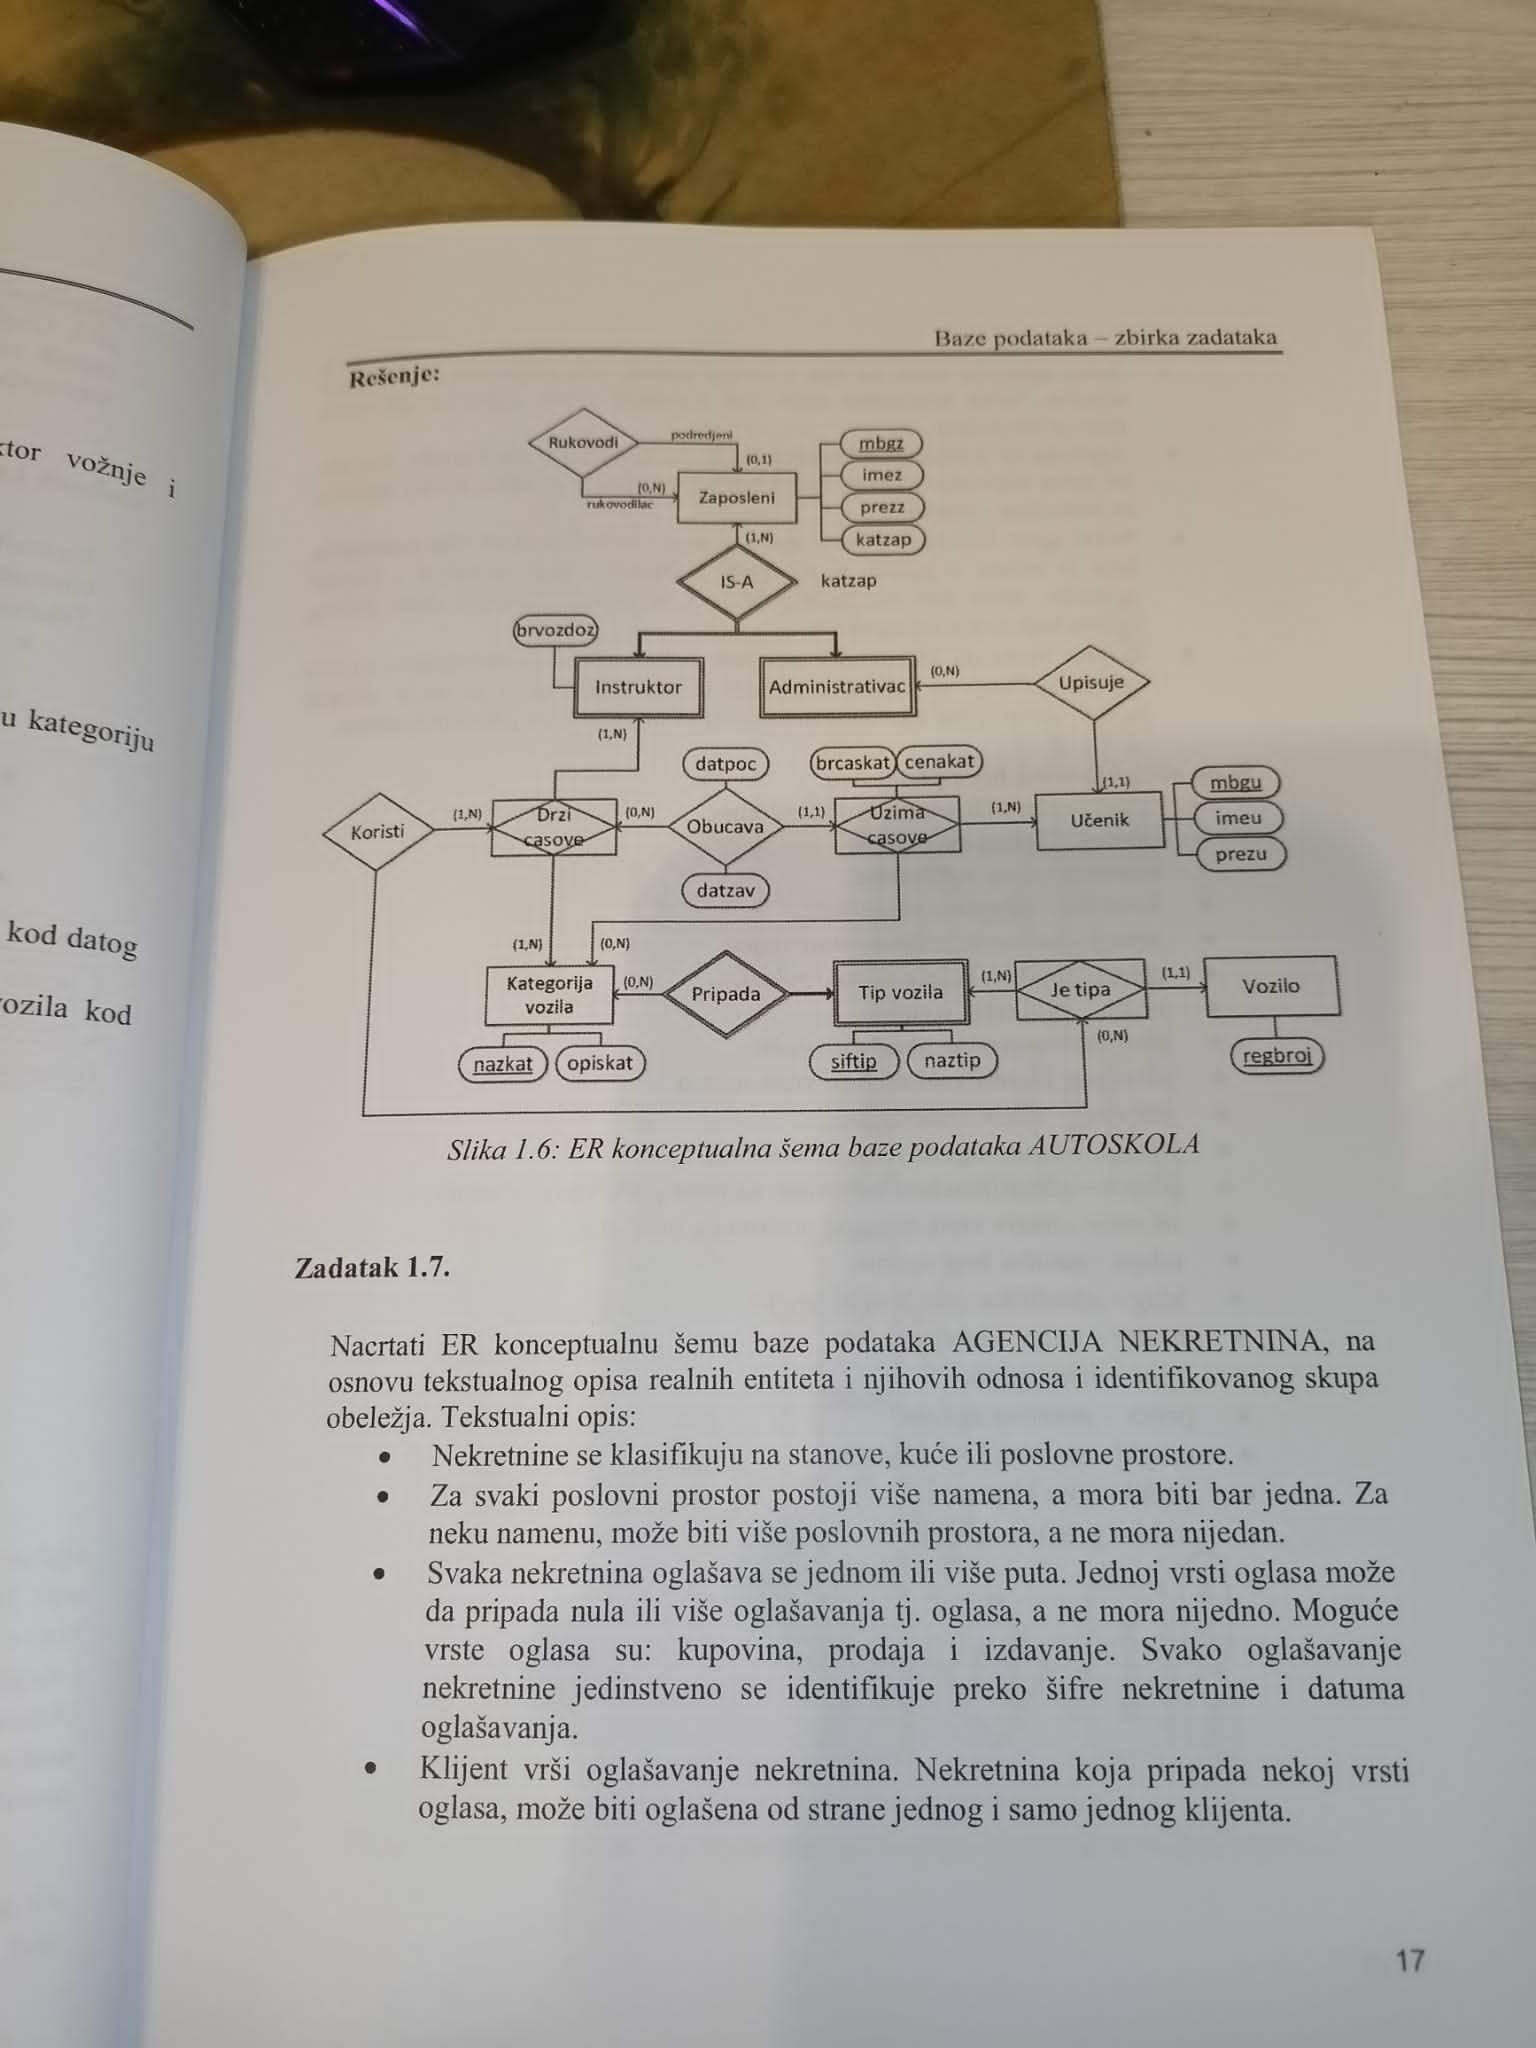 ktor vožnje i
u kategoriju
kod datog
vozila kod
Baze podataka – zbirka zadataka
Rešenje:
Rukovodi
podredjeni
(0,1)
(0,N)
rukovodilac
Zaposleni
mbgz
imez
prezz
katzap
(1,N)
IS-A
katzap
brvozdoz
Instruktor
Administrativac
(0,N)
Upisuje
(1,N)
datpoc
brcaskat
cenakat
(1,1)
mbgu
Koristi
(1,N)
Drzi
casove
(0,N)
Obucava
(1,1)
Uzima
casove
(1,N)
Učenik
imeu
prezu
datzav
(1,N)
(0,N)
Kategorija
vozila
(0,N)
Pripada
Tip vozila
(1,N)
Je tipa
(1,1)
Vozilo
(0,N)
nazkat
opiskat
siftip
naztip
regbroj
Slika 1.6: ER konceptualna šema baze podataka AUTOSKOLA
Zadatak 1.7.
Nacrtati ER konceptualnu šemu baze podataka AGENCIJA NEKRETNINA, na
osnovu tekstualnog opisa realnih entiteta i njihovih odnosa i identifikovanog skupa
obeležja. Tekstualni opis:
• Nekretnine se klasifikuju na stanove, kuće ili poslovne prostore.
• Za svaki poslovni prostor postoji više namena, a mora biti bar jedna. Za
neku namenu, može biti više poslovnih prostora, a ne mora nijedan.
• Svaka nekretnina oglašava se jednom ili više puta. Jednoj vrsti oglasa može
da pripada nula ili više oglašavanja tj. oglasa, a ne mora nijedno. Moguće
vrste oglasa su: kupovina, prodaja i izdavanje. Svako oglašavanje
nekretnine jedinstveno se identifikuje preko šifre nekretnine i datuma
oglašavanja.
• Klijent vrši oglašavanje nekretnina. Nekretnina koja pripada nekoj vrsti
oglasa, može biti oglašena od strane jednog i samo jednog klijenta.
17